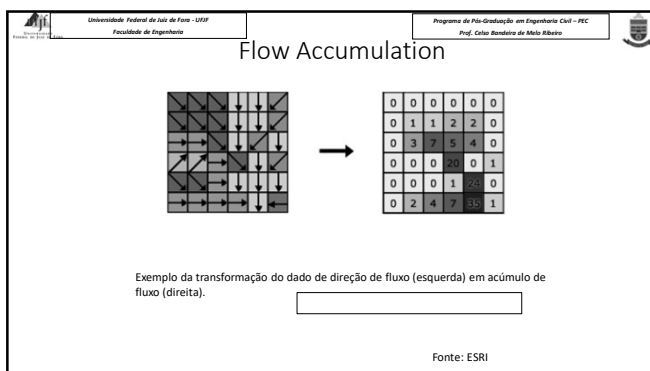 Universidade Federal de Juiz de Fora - UFJF
Faculdade de Engenharia
Programa de Pós-Graduação em Engenharia Civil – PEC
Prof. Celso Bandeira de Melo Ribeiro
Flow Accumulation
0 0 0 0 0 0
0 1 1 2 2 0
0 3 7 5 4 0
0 0 0 20 0 1
0 0 0 1 24 0
0 2 4 7 35 1
Exemplo da transformação do dado de direção de fluxo (esquerda) em acúmulo de
fluxo (direita).
Fonte: ESRI